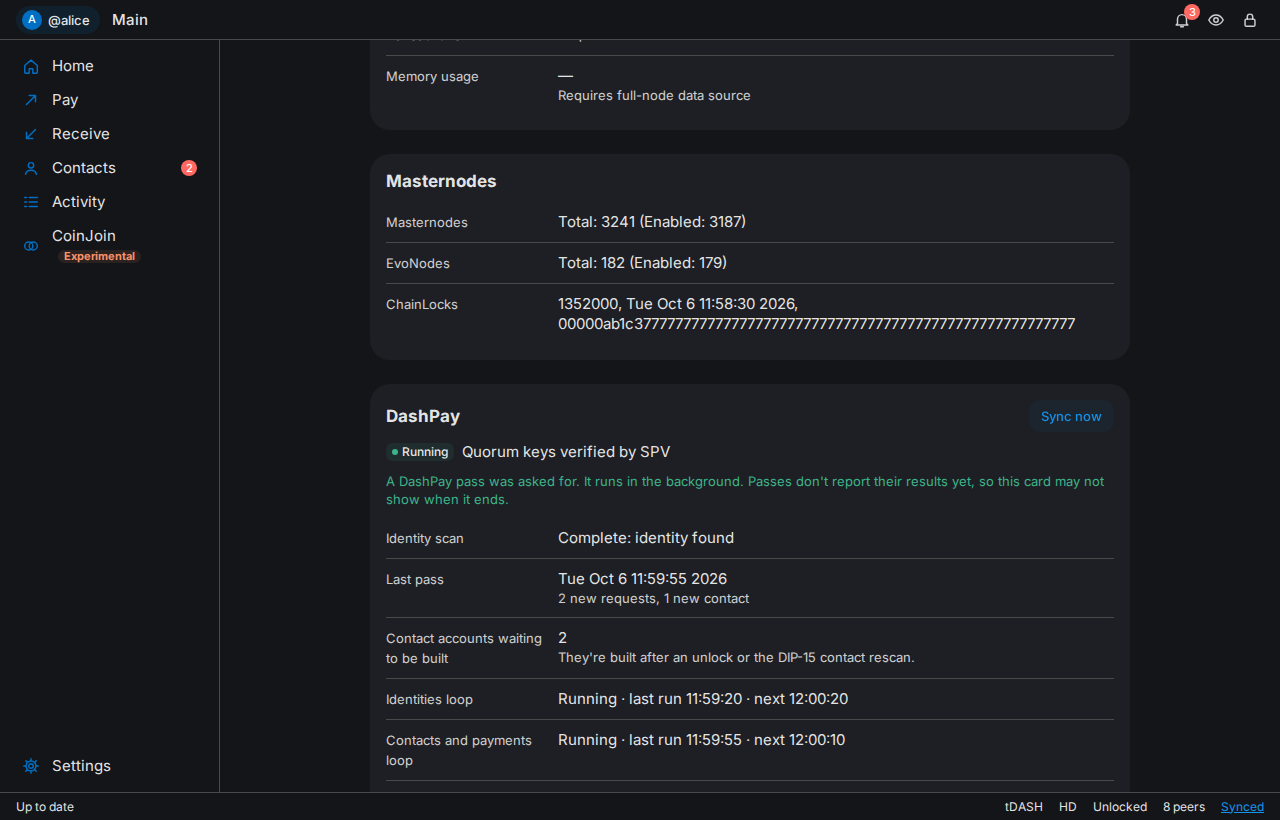 A @alice Main 3
Home
Pay
Receive
Contacts 2
Activity
CoinJoin
Experimental
Settings
Memory usage —
Requires full-node data source
Masternodes
Masternodes Total: 3241 (Enabled: 3187)
EvoNodes Total: 182 (Enabled: 179)
ChainLocks 1352000, Tue Oct 6 11:58:30 2026,
00000ab1c3777777777777777777777777777777777777777777777777777777
DashPay Sync now
Running Quorum keys verified by SPV
A DashPay pass was asked for. It runs in the background. Passes don't report their results yet, so this card may not
show when it ends.
Identity scan Complete: identity found
Last pass Tue Oct 6 11:59:55 2026
2 new requests, 1 new contact
Contact accounts waiting
to be built
2
They're built after an unlock or the DIP-15 contact rescan.
Identities loop Running · last run 11:59:20 · next 12:00:20
Contacts and payments
loop
Running · last run 11:59:55 · next 12:00:10
Up to date tDASH HD Unlocked 8 peers Synced